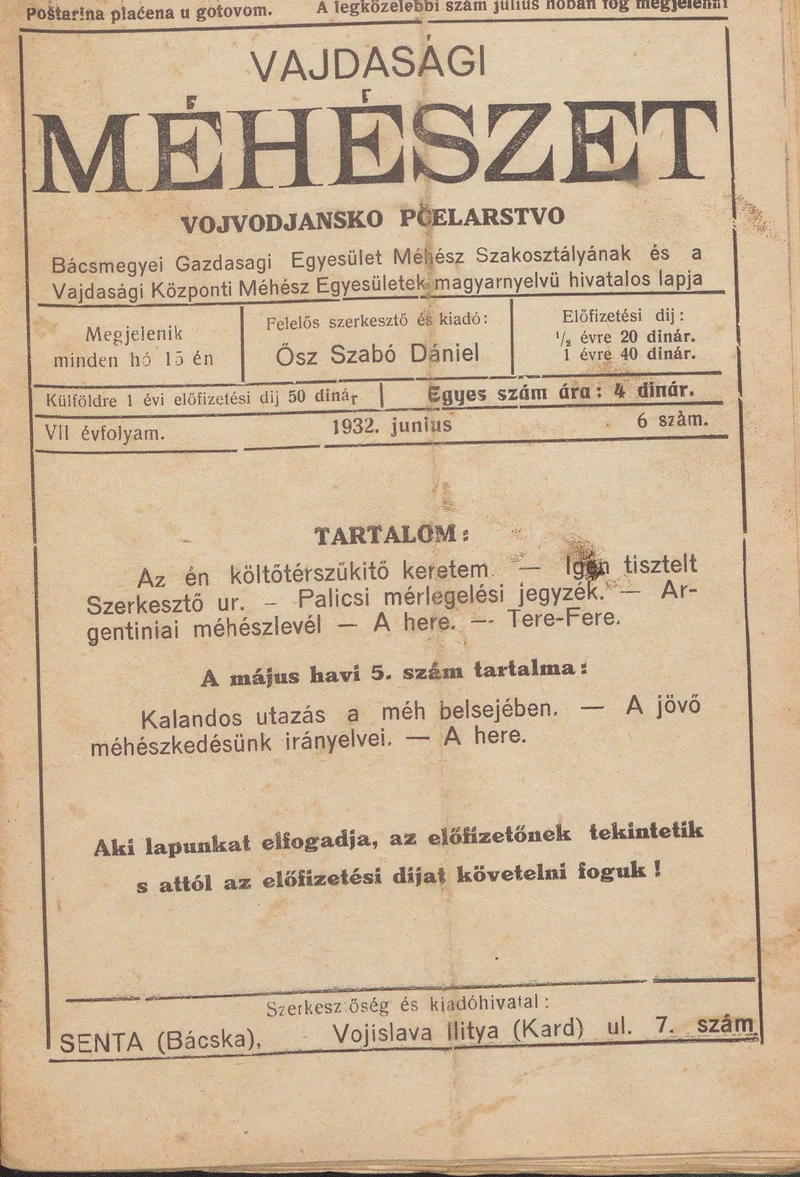 Poštarina plaćena u gotovom. A legközelebbi szám július hóban fog megjelenni
VAJDASÁGI
MÉHÉSZET
VOJVODJANSKO PČELARSTVO
Bácsmegyei Gazdasagi Egyesület Méhész Szakosztályának és a
Vajdasági Központi Méhész Egyesületek magyarnyelvü hivatalos lapja
Megjelenik
minden hó 15 én
Felelős szerkesztő és kiadó:
Ősz Szabó Dániel
Előfizetési dij:
½ évre 20 dinár.
1 évre 40 dinár.
Külföldre 1 évi előfizetési dij 50 dinár
Egyes szám ára: 4 dinár.
VII évfolyam.
1932. junius
6 szám.
TARTALOM:
Az én költőtérszűkitő keretem. — Igen tisztelt
Szerkesztő ur. — Palicsi mérlegelési jegyzék. — Ar-
gentiniai méhészlevél — A here. — Tere-Fere.
A május havi 5. szám tartalma:
Kalandos utazás a méh belsejében. — A jövő
méhészkedésünk irányelvei. — A here.
Aki lapunkat elfogadja, az előfizetőnek tekintetik
s attól az előfizetési dijat követelni foguk!
Szerkesztőség és kiadóhivatal:
SENTA (Bácska), Vojislava Ilitya (Kard) ul. 7. szám